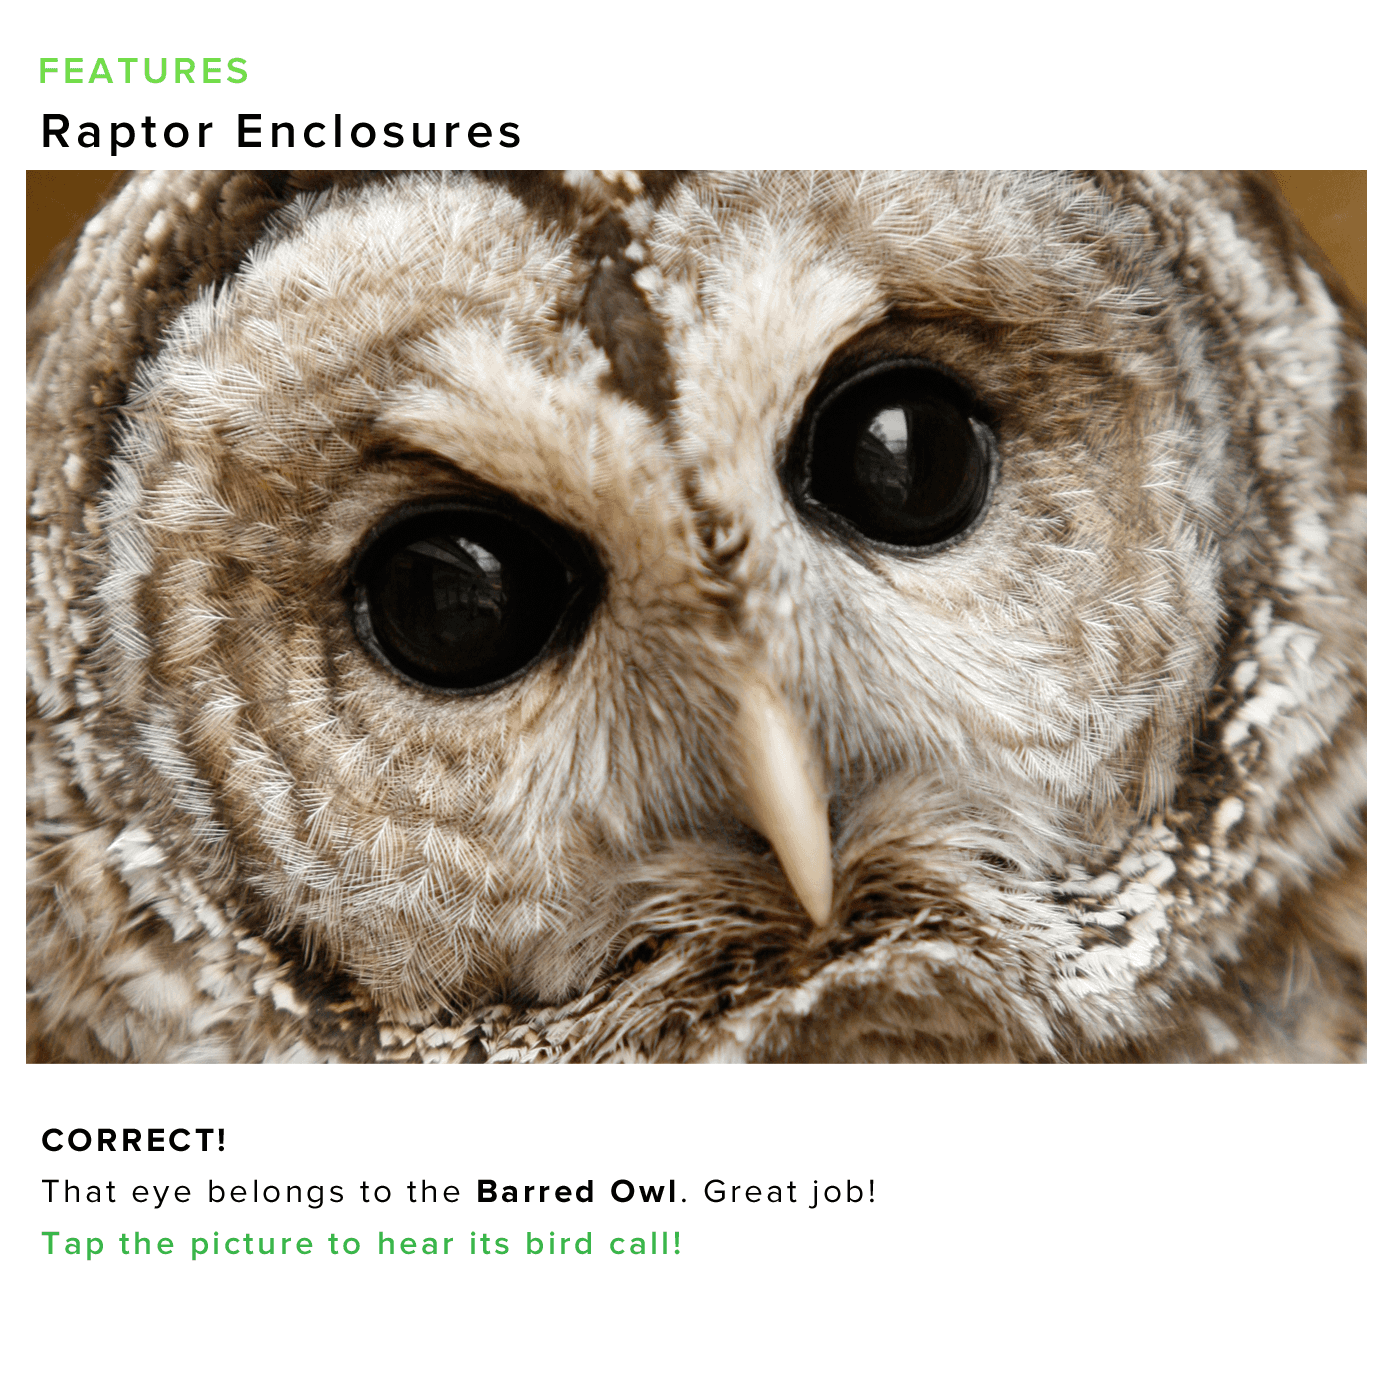 FEATURES
Raptor Enclosures
CORRECT!
That eye belongs to the Barred Owl. Great job!
Tap the picture to hear its bird call!